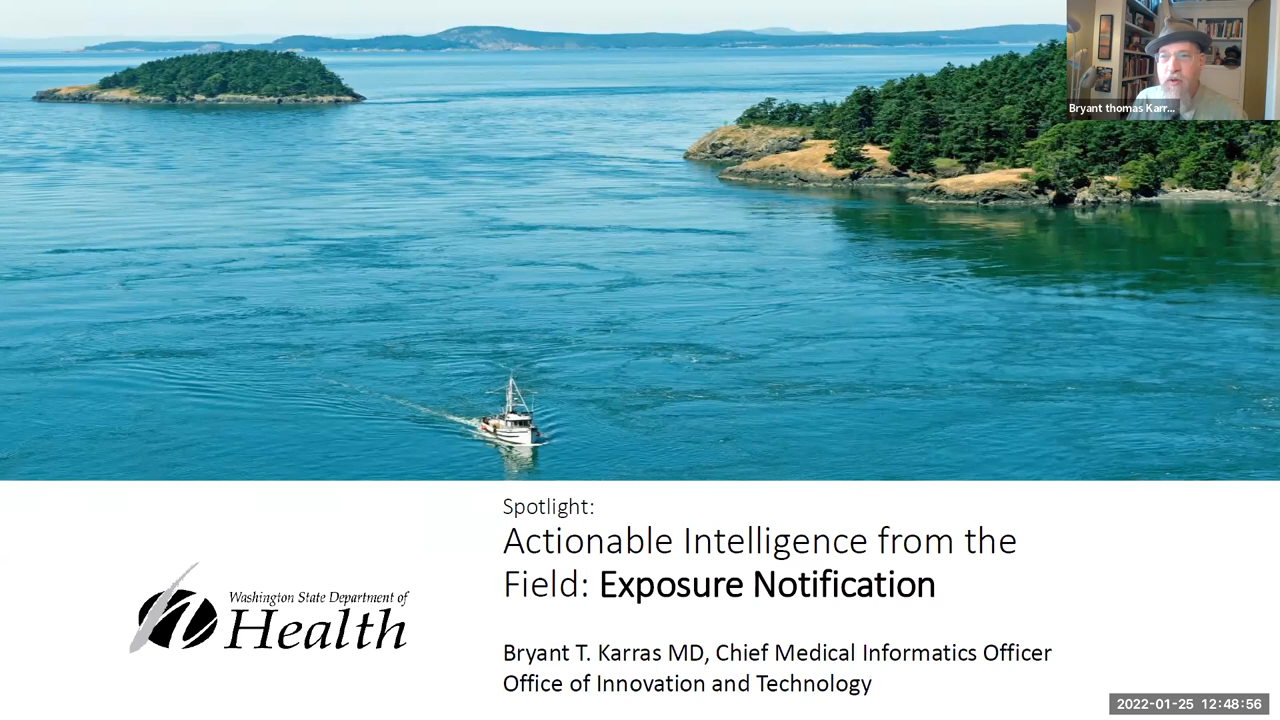 Bryant thomas Karr...
Spotlight:
Actionable Intelligence from the
Field: Exposure Notification
Washington State Department of
Health
Bryant T. Karras MD, Chief Medical Informatics Officer
Office of Innovation and Technology
2022-01-25 12:48:56